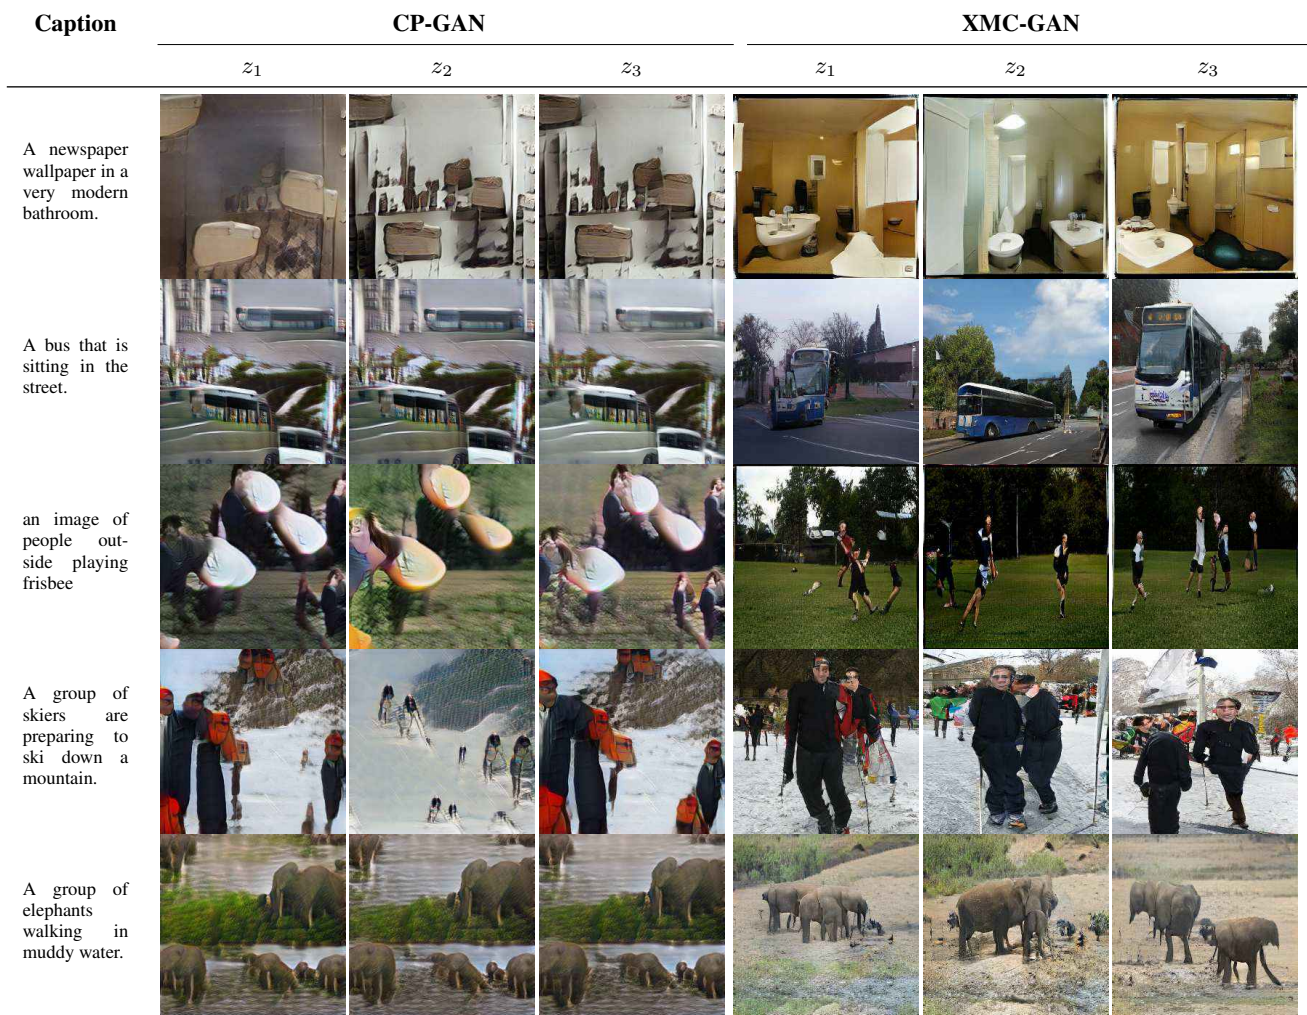 Caption
CP-GAN
XMC-GAN
z1
z2
z3
z1
z2
z3
A newspaper
wallpaper in a
very modern
bathroom.
A bus that is
sitting in the
street.
an image of
people out-
side playing
frisbee
A group of
skiers are
preparing to
ski down a
mountain.
A group of
elephants
walking in
muddy water.